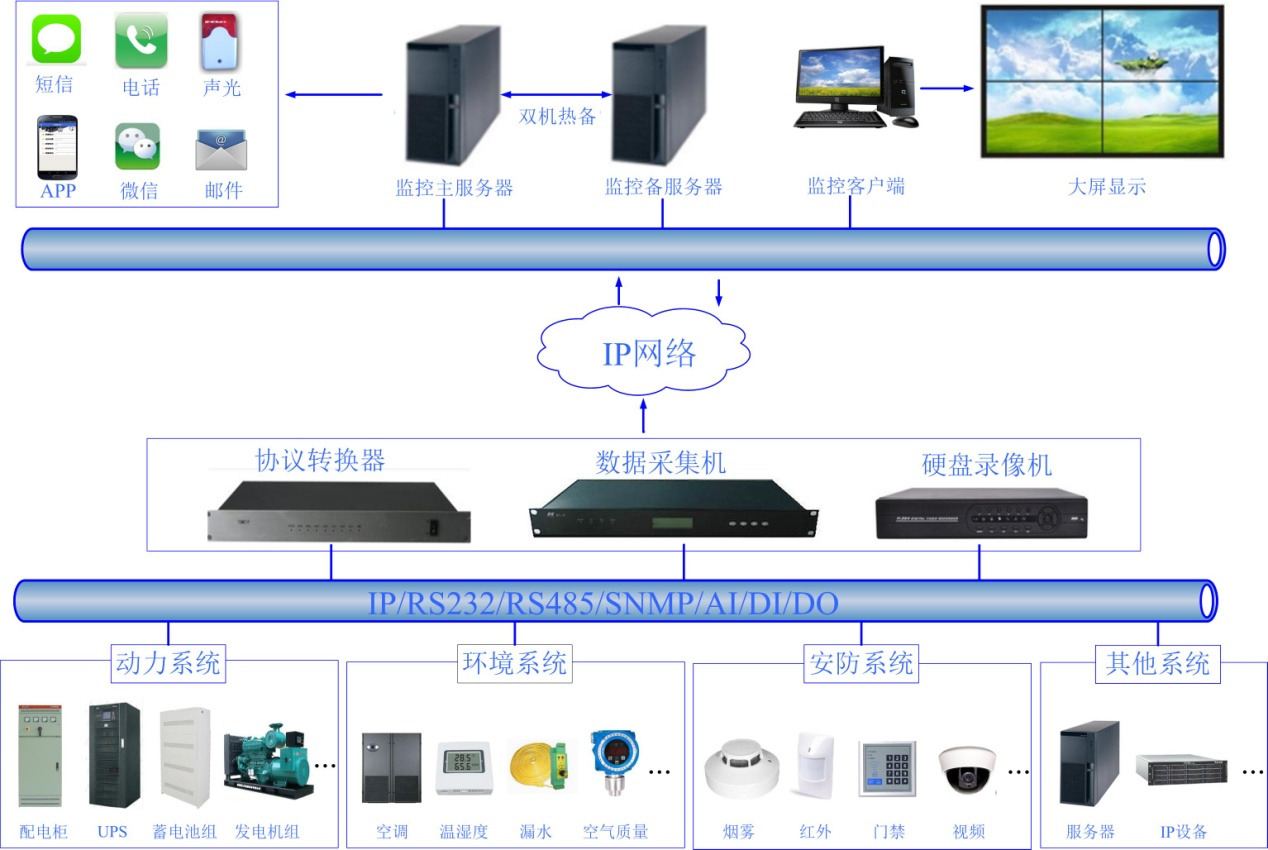 短信
电话
声光
APP
微信
邮件
双机热备
监控主服务器
监控备服务器
监控客户端
大屏显示
IP网络
协议转换器
数据采集机
硬盘录像机
IP/RS232/RS485/SNMP/AI/DI/DO
动力系统
环境系统
安防系统
其他系统
28.5
65.6
配电柜
UPS
蓄电池组
发电机组
...
空调
温湿度
漏水
空气质量
...
烟雾
红外
门禁
视频
...
服务器
IP设备
...